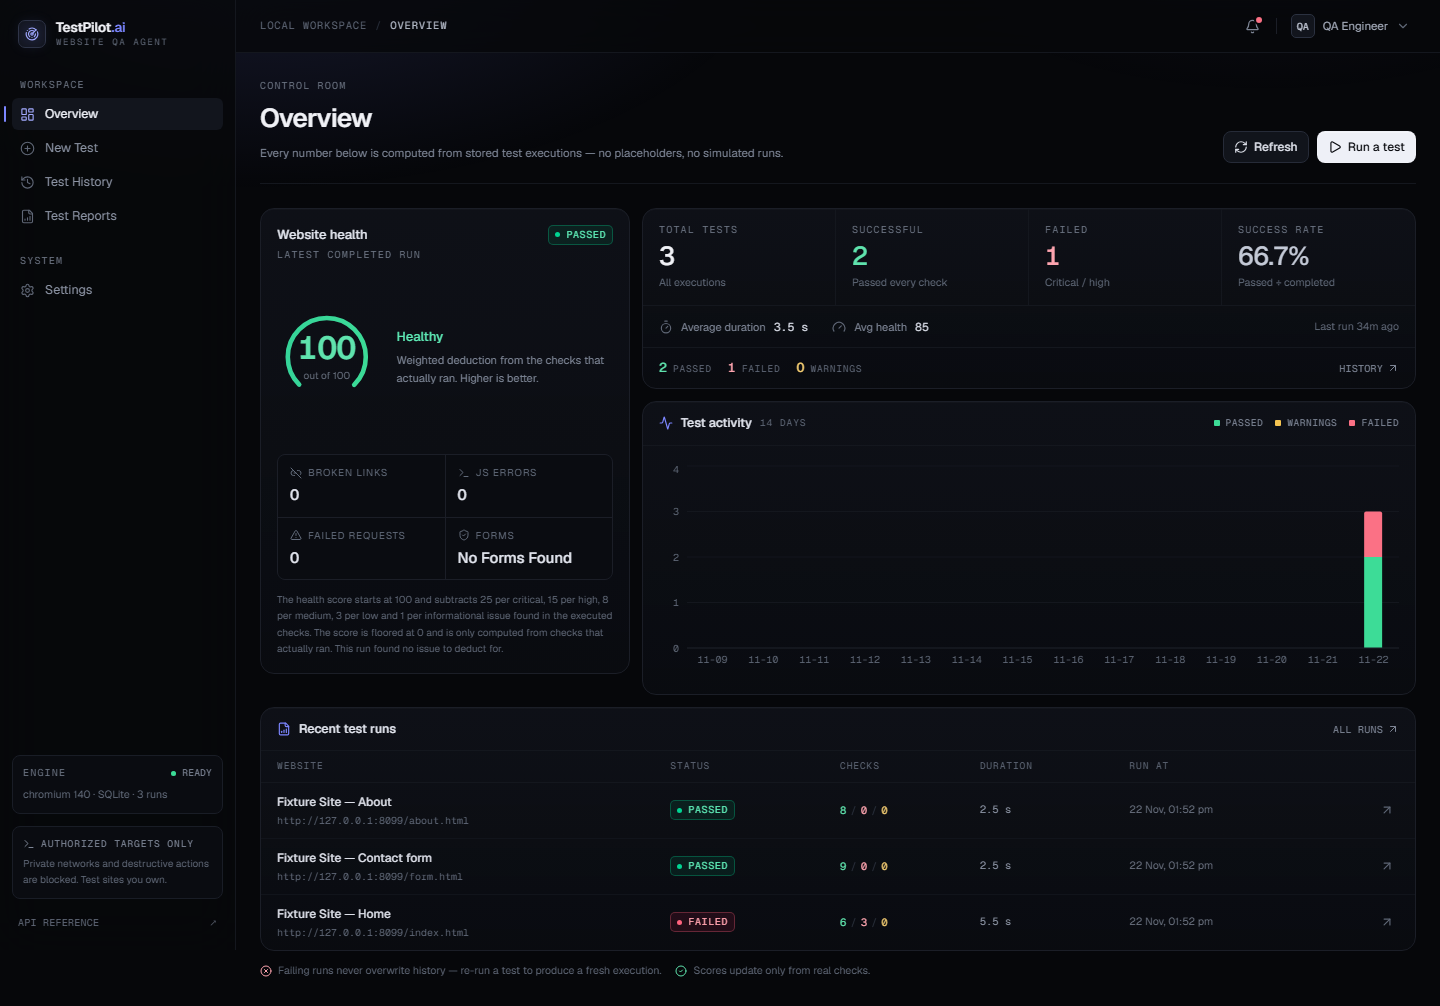 TestPilot.ai
WEBSITE QA AGENT
WORKSPACE
Overview
New Test
Test History
Test Reports
SYSTEM
Settings
ENGINE
READY
chromium 140 · SQLite · 3 runs
AUTHORIZED TARGETS ONLY
Private networks and destructive actions
are blocked. Test sites you own.
API REFERENCE
LOCAL WORKSPACE / OVERVIEW
QA QA Engineer
CONTROL ROOM
Overview
Every number below is computed from stored test executions — no placeholders, no simulated runs.
Refresh
Run a test
Website health
PASSED
LATEST COMPLETED RUN
100
out of 100
Healthy
Weighted deduction from the checks that
actually ran. Higher is better.
BROKEN LINKS
0
JS ERRORS
0
FAILED REQUESTS
0
FORMS
No Forms Found
The health score starts at 100 and subtracts 25 per critical, 15 per high, 8
per medium, 3 per low and 1 per informational issue found in the executed
checks. The score is floored at 0 and is only computed from checks that
actually ran. This run found no issue to deduct for.
TOTAL TESTS
3
All executions
SUCCESSFUL
2
Passed every check
FAILED
1
Critical / high
SUCCESS RATE
66.7%
Passed ÷ completed
Average duration 3.5 s
Avg health 85
Last run 34m ago
2 PASSED 1 FAILED 0 WARNINGS
HISTORY
Test activity 14 DAYS
PASSED WARNINGS FAILED
4
3
2
1
0
11-09 11-10 11-11 11-12 11-13 11-14 11-15 11-16 11-17 11-18 11-19 11-20 11-21 11-22
Recent test runs
ALL RUNS
WEBSITE STATUS CHECKS DURATION RUN AT
Fixture Site — About
http://127.0.0.1:8099/about.html
PASSED 8 / 0 / 0 2.5 s 22 Nov, 01:52 pm
Fixture Site — Contact form
http://127.0.0.1:8099/form.html
PASSED 9 / 0 / 0 2.5 s 22 Nov, 01:52 pm
Fixture Site — Home
http://127.0.0.1:8099/index.html
FAILED 6 / 3 / 0 5.5 s 22 Nov, 01:52 pm
Failing runs never overwrite history — re-run a test to produce a fresh execution.
Scores update only from real checks.